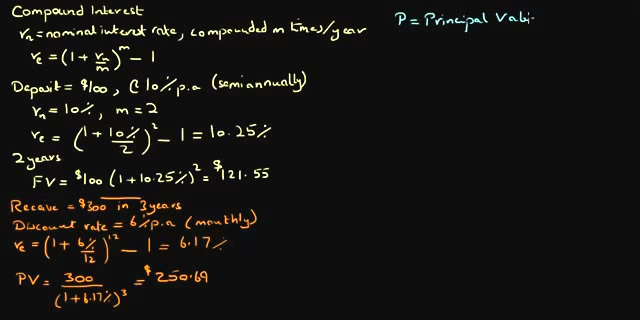 Compound Interest
rn = nominal interest rate, compounded m times/year
re = (1 + rn/m)^m - 1
Deposit = $100, @ 10% p.a (semiannually)
rn = 10%, m = 2
re = (1 + 10%/2)^2 - 1 = 10.25%
2 years
FV = $100 (1 + 10.25%)^2 = $121.55
Receive = $300 in 3 years
Discount rate = 6% p.a (monthly)
re = (1 + 6%/12)^12 - 1 = 6.17%
PV = 300/(1 + 6.17%)^3 = $250.69
P = Principal